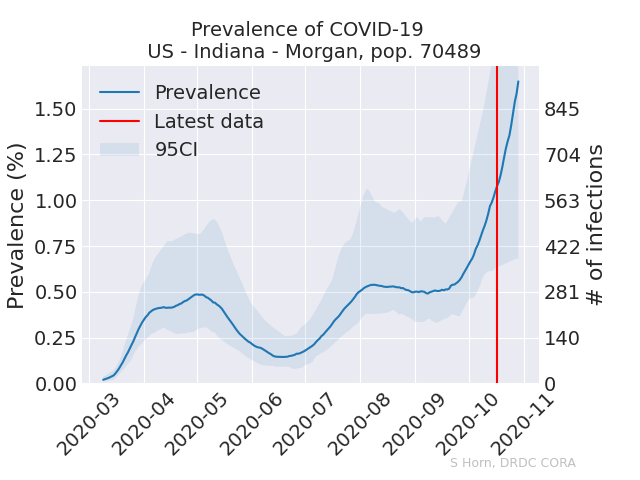 Prevalence of COVID-19
US - Indiana - Morgan, pop. 70489
Prevalence
Latest data
95CI
Prevalence (%)
1.50
1.25
1.00
0.75
0.50
0.25
0.00
845
704
563
422
281
140
0
# of infections
2020-03
2020-04
2020-05
2020-06
2020-07
2020-08
2020-09
2020-10
2020-11
S Horn, DRDC CORA